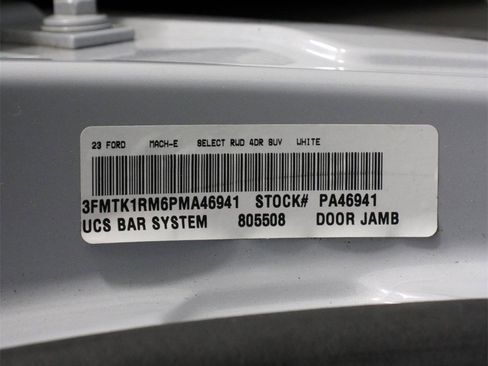 23 FORD MACH-E SELECT RWD 4DR SUV WHITE
3FMTK1RM6PMA46941 STOCK# PA46941
UCS BAR SYSTEM 805508 DOOR JAMB